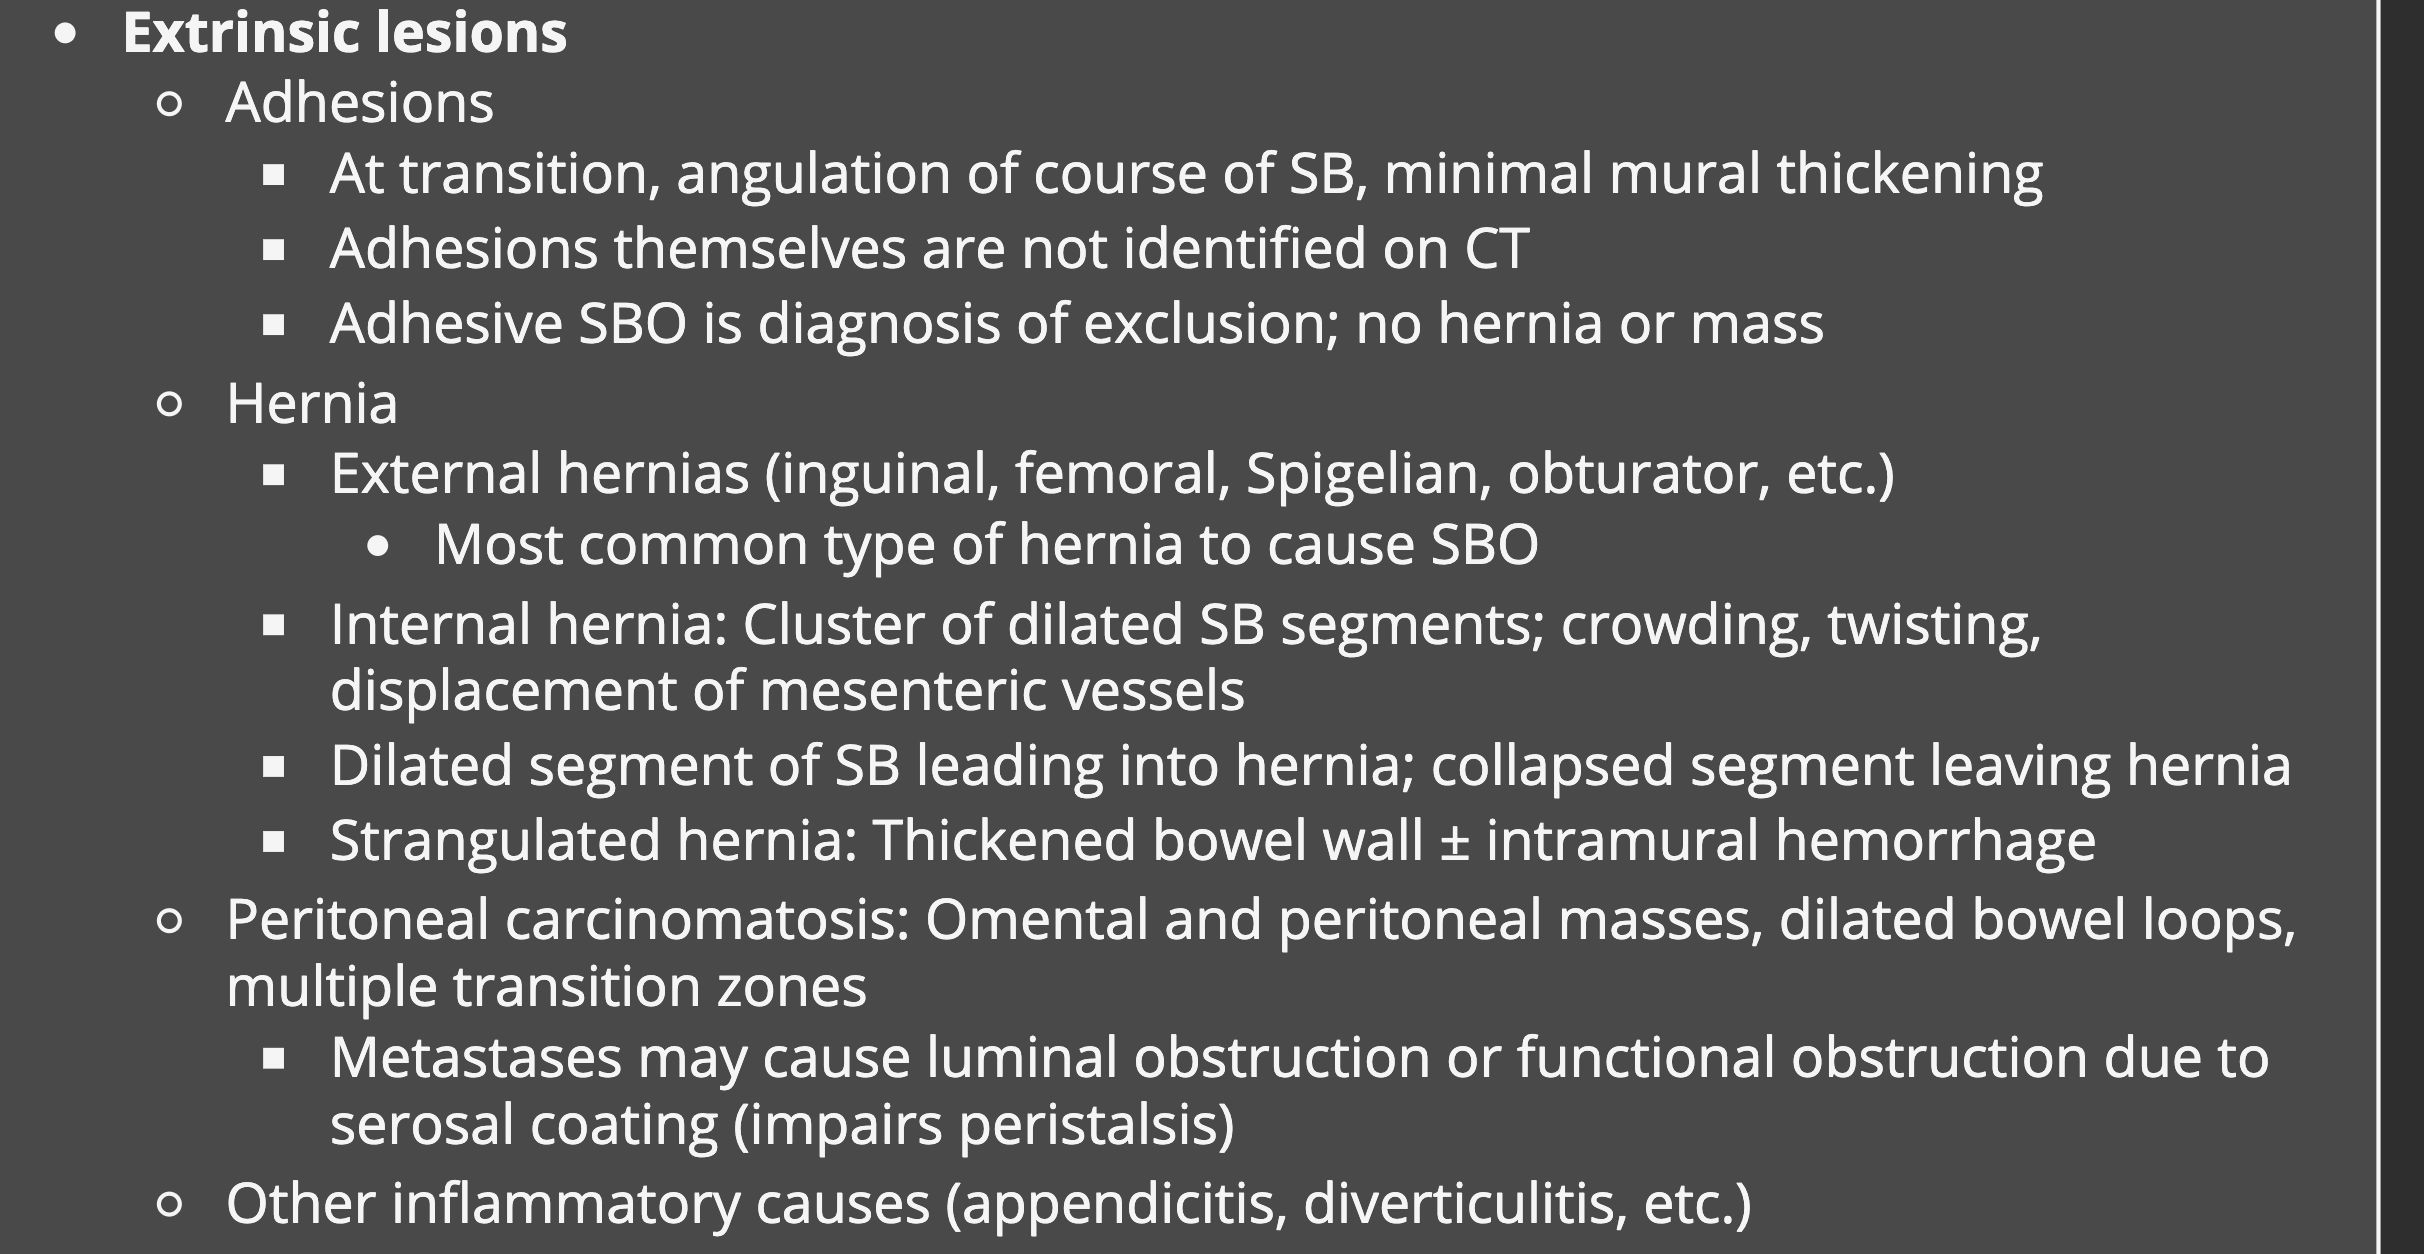 • Extrinsic lesions
○ Adhesions
■ At transition, angulation of course of SB, minimal mural thickening
■ Adhesions themselves are not identified on CT
■ Adhesive SBO is diagnosis of exclusion; no hernia or mass
○ Hernia
■ External hernias (inguinal, femoral, Spigelian, obturator, etc.)
• Most common type of hernia to cause SBO
■ Internal hernia: Cluster of dilated SB segments; crowding, twisting,
displacement of mesenteric vessels
■ Dilated segment of SB leading into hernia; collapsed segment leaving hernia
■ Strangulated hernia: Thickened bowel wall ± intramural hemorrhage
○ Peritoneal carcinomatosis: Omental and peritoneal masses, dilated bowel loops,
multiple transition zones
■ Metastases may cause luminal obstruction or functional obstruction due to
serosal coating (impairs peristalsis)
○ Other inflammatory causes (appendicitis, diverticulitis, etc.)